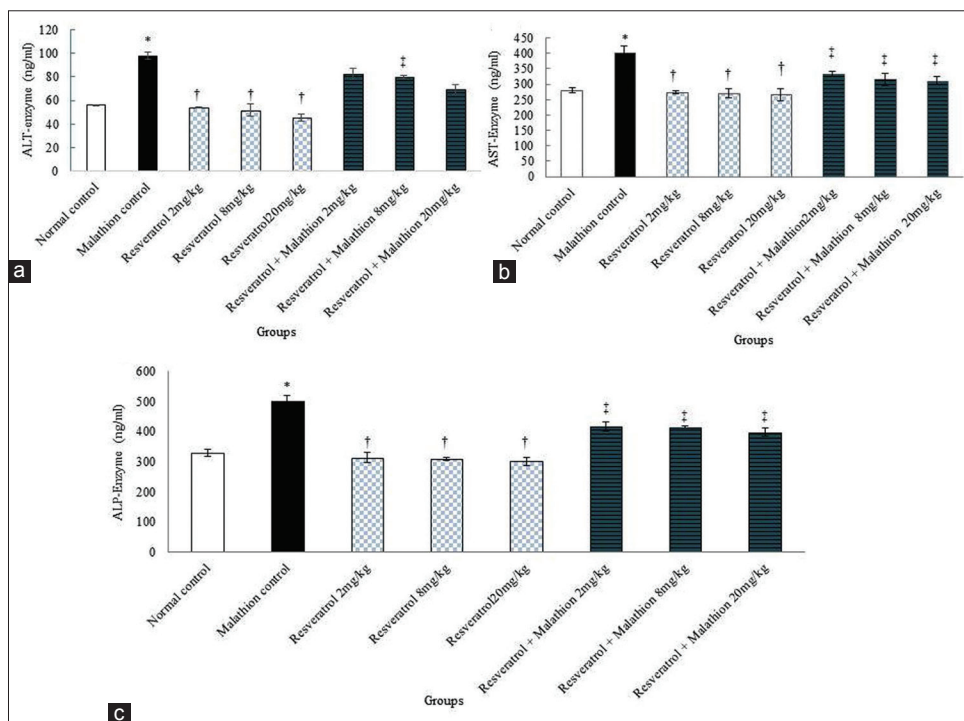 ALT-enzyme (ng/ml)
140
120
100
80
60
40
20
0
*
†
†
†
‡
Normal control
Malathion control
Resveratrol 2mg/kg
Resveratrol 8mg/kg
Resveratrol20mg/kg
Resveratrol + Malathion 2mg/kg
Resveratrol + Malathion 8mg/kg
Resveratrol + Malathion 20mg/kg
Groups
a
AST-Enzyme (ng/ml)
450
400
350
300
250
200
150
100
50
0
*
†
†
†
‡
‡
‡
Normal control
Malathion control
Resveratrol 2mg/kg
Resveratrol 8mg/kg
Resveratrol 20mg/kg
Resveratrol + Malathion2mg/kg
Resveratrol + Malathion 8mg/kg
Resveratrol + Malathion 20mg/kg
Groups
b
ALP-Enzyme (ng/ml)
600
500
400
300
200
100
0
*
†
†
†
‡
‡
‡
Normal control
Malathion control
Resveratrol 2mg/kg
Resveratrol 8mg/kg
Resveratrol20mg/kg
Resveratrol + Malathion 2mg/kg
Resveratrol + Malathion 8mg/kg
Resveratrol + Malathion 20mg/kg
Groups
c